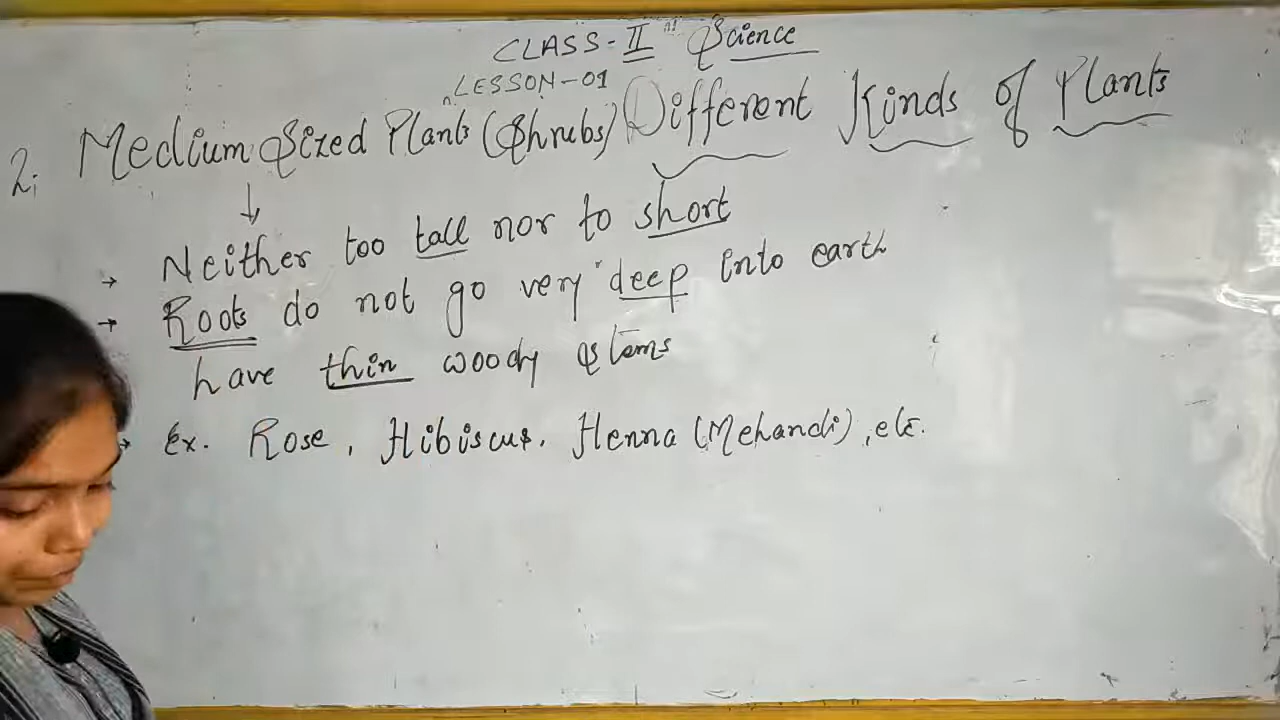 CLASS-II Science
LESSON-01
Different Kinds of Plants
2. Medium Sized Plants (Shrubs)
↓
→ Neither too tall nor to short
→ Roots do not go very deep into earth
have thin woody stems
→ Ex. Rose, Hibiscus, Henna (Mehandi), etc.